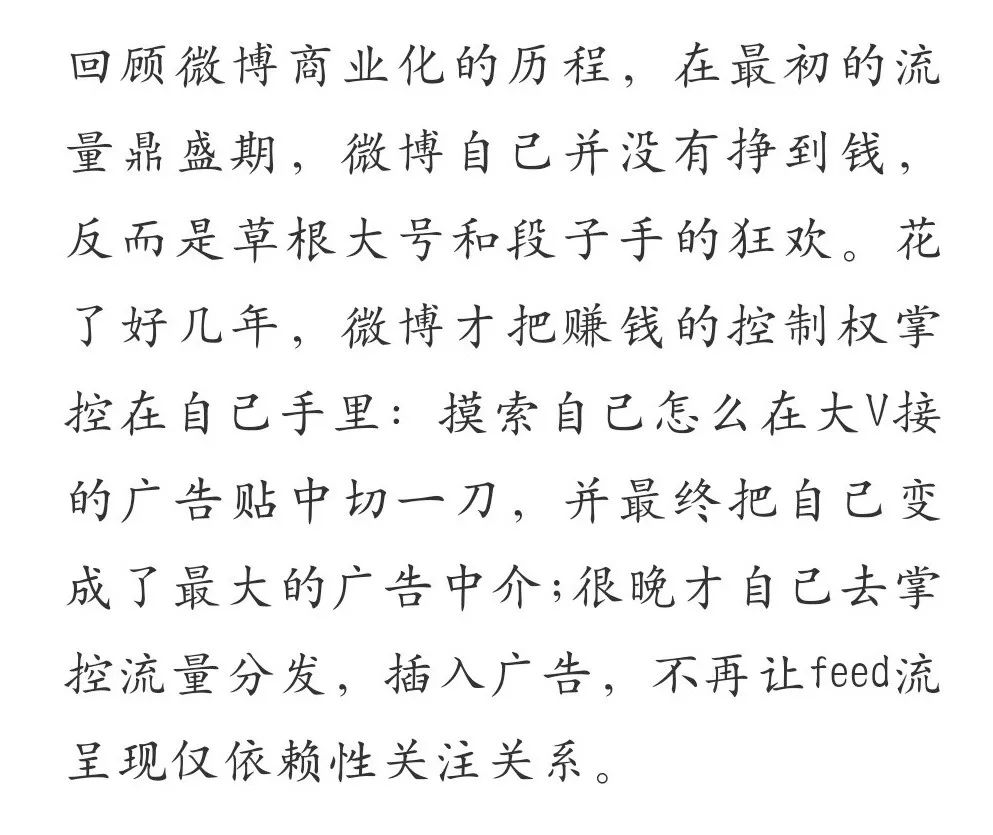 回顾微博商业化的历程，在最初的流
量鼎盛期，微博自己并没有挣到钱，
反而是草根大号和段子手的狂欢。花
了好几年，微博才把赚钱的控制权掌
控在自己手里：摸索自己怎么在大V接
的广告贴中切一刀，并最终把自己变
成了最大的广告中介;很晚才自己去掌
控流量分发，插入广告，不再让feed流
呈现仅依赖性关注关系。